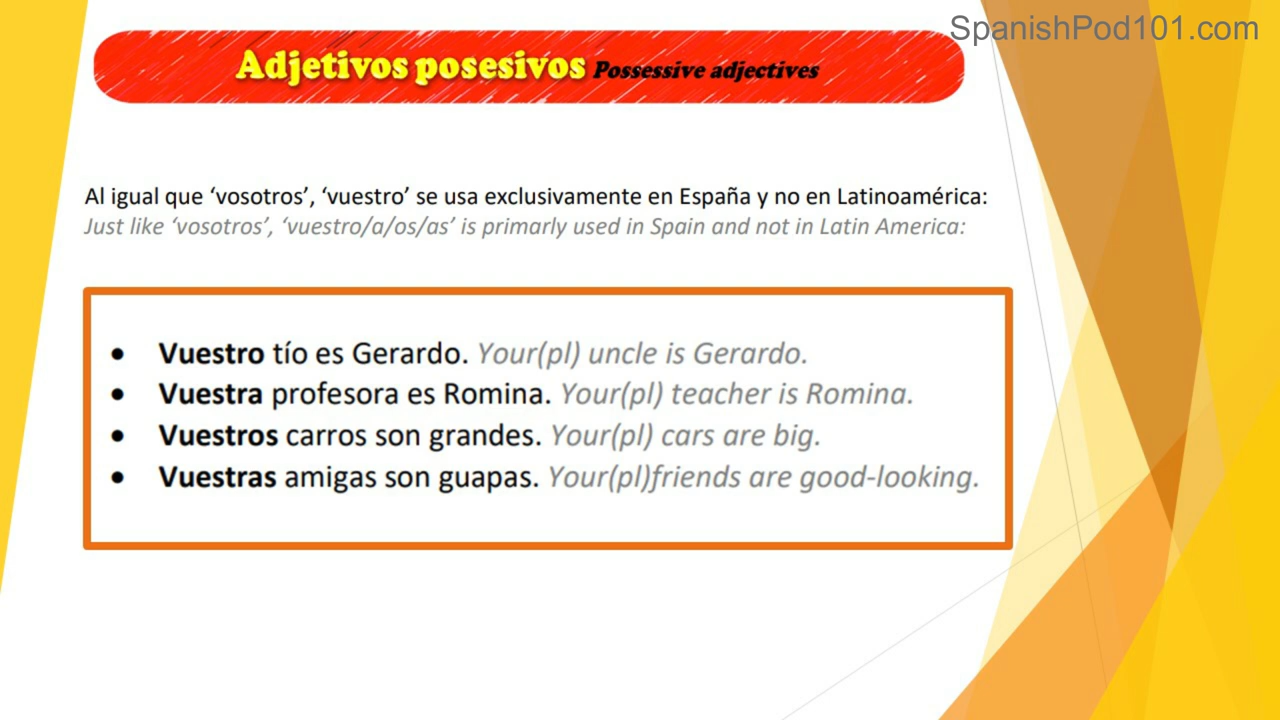 SpanishPod101.com
Adjetivos posesivos Possessive adjectives
Al igual que ‘vosotros’, ‘vuestro’ se usa exclusivamente en España y no en Latinoamérica:
Just like ‘vosotros’, ‘vuestro/a/os/as’ is primarly used in Spain and not in Latin America:
• Vuestro tío es Gerardo. Your(pl) uncle is Gerardo.
• Vuestra profesora es Romina. Your(pl) teacher is Romina.
• Vuestros carros son grandes. Your(pl) cars are big.
• Vuestras amigas son guapas. Your(pl)friends are good-looking.